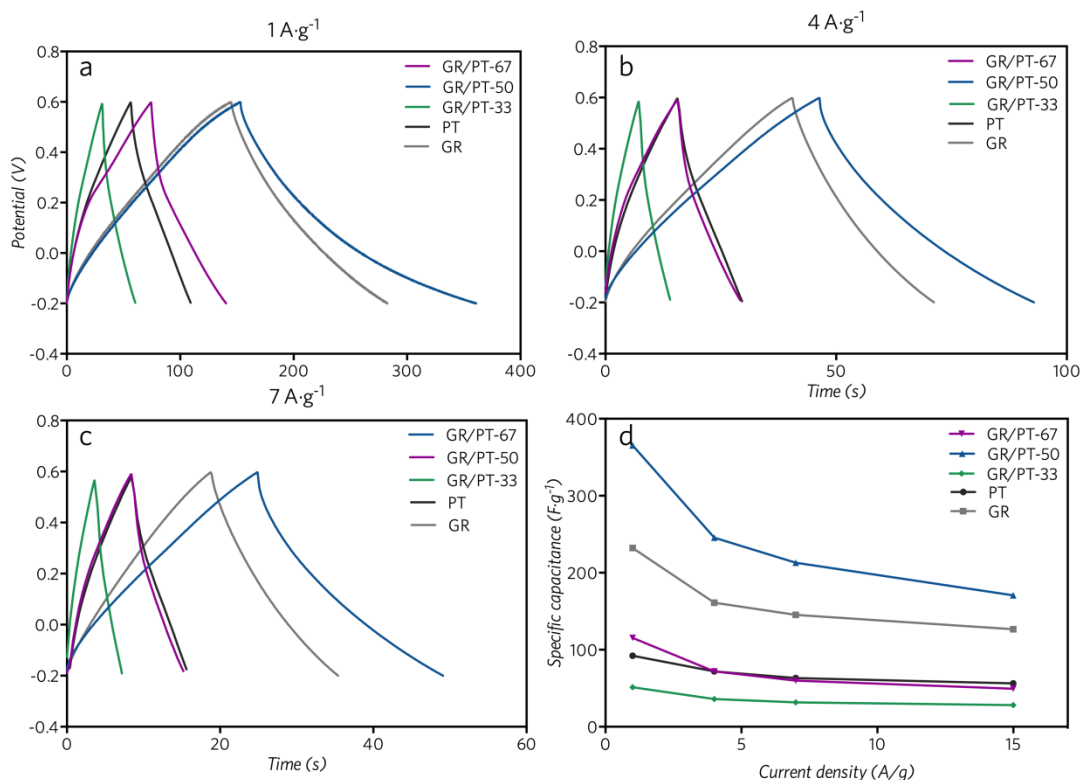 1 A·g⁻¹
a
GR/PT-67
GR/PT-50
GR/PT-33
PT
GR
Potential (V)
0.8
0.6
0.4
0.2
0.0
-0.2
-0.4
0 100 200 300 400
4 A·g⁻¹
b
GR/PT-67
GR/PT-50
GR/PT-33
PT
GR
0.8
0.6
0.4
0.2
0.0
-0.2
-0.4
0 50 100
Time (s)
7 A·g⁻¹
c
GR/PT-67
GR/PT-50
GR/PT-33
PT
GR
0.8
0.6
0.4
0.2
0.0
-0.2
-0.4
0 20 40 60
Time (s)
d
GR/PT-67
GR/PT-50
GR/PT-33
PT
GR
Specific capacitance (F·g⁻¹)
400
300
200
100
0
0 5 10 15
Current density (A/g)